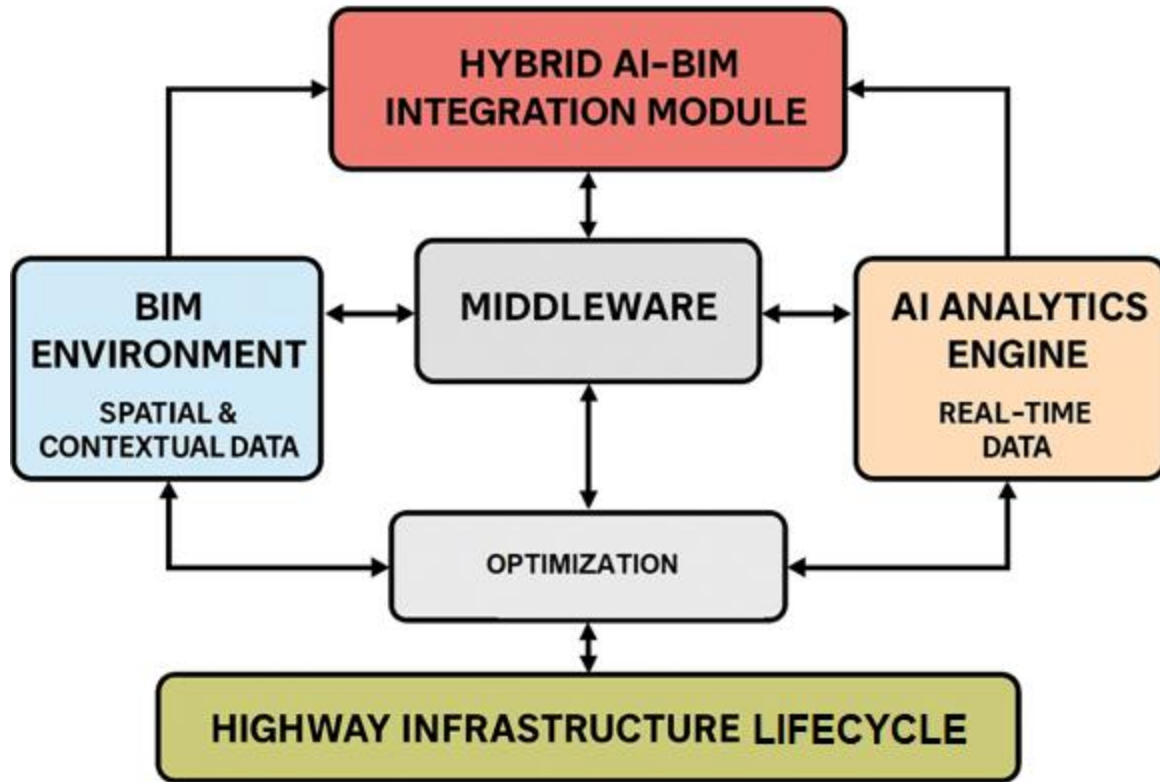 HYBRID AI-BIM
INTEGRATION MODULE
BIM
ENVIRONMENT
SPATIAL &
CONTEXTUAL DATA
MIDDLEWARE
AI ANALYTICS
ENGINE
REAL-TIME
DATA
OPTIMIZATION
HIGHWAY INFRASTRUCTURE LIFECYCLE